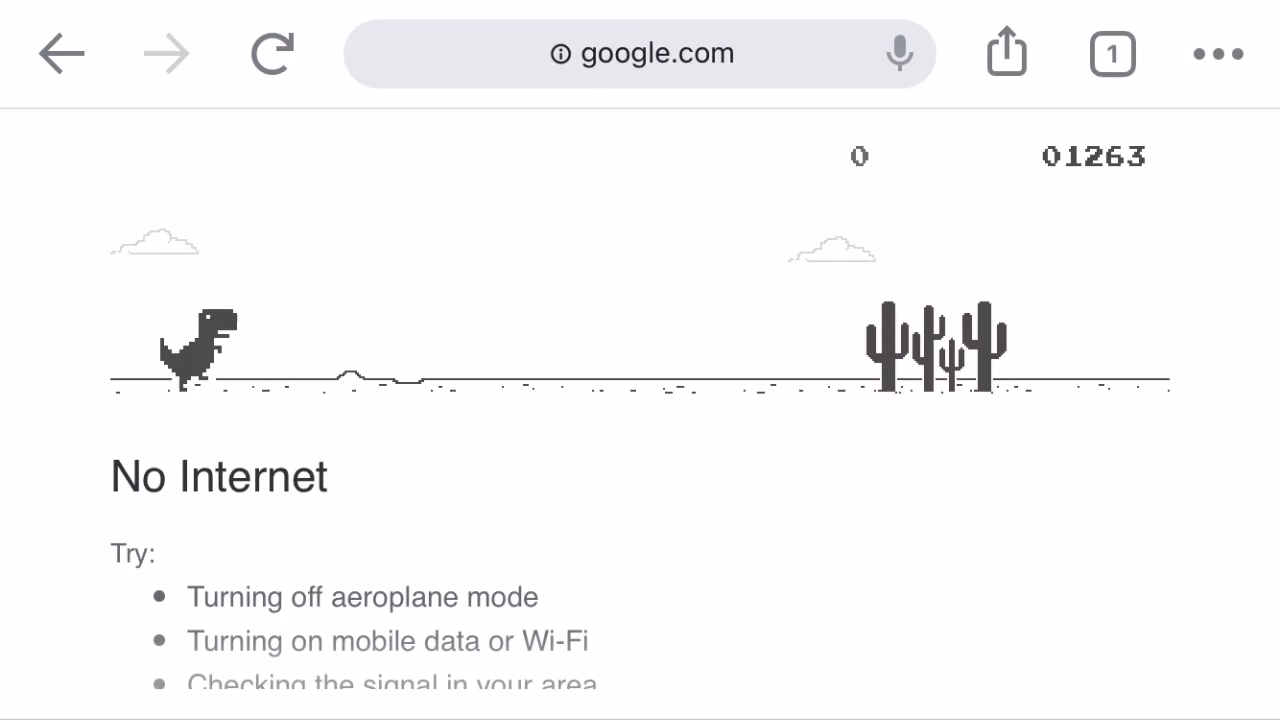 google.com
1
0 01263
No Internet
Try:
Turning off aeroplane mode
Turning on mobile data or Wi-Fi
Checking the signal in your area